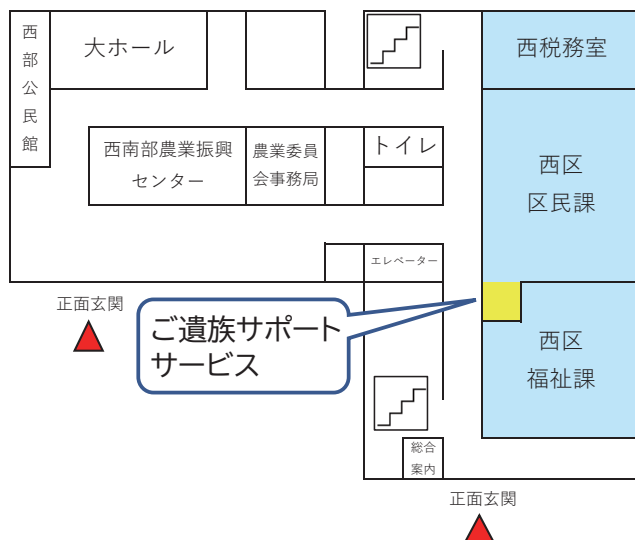 西部公民館
大ホール
西税務室
西南部農業振興
センター
農業委員
会事務局
トイレ
西区
区民課
エレベーター
正面玄関
ご遺族サポート
サービス
西区
福祉課
総合
案内
正面玄関